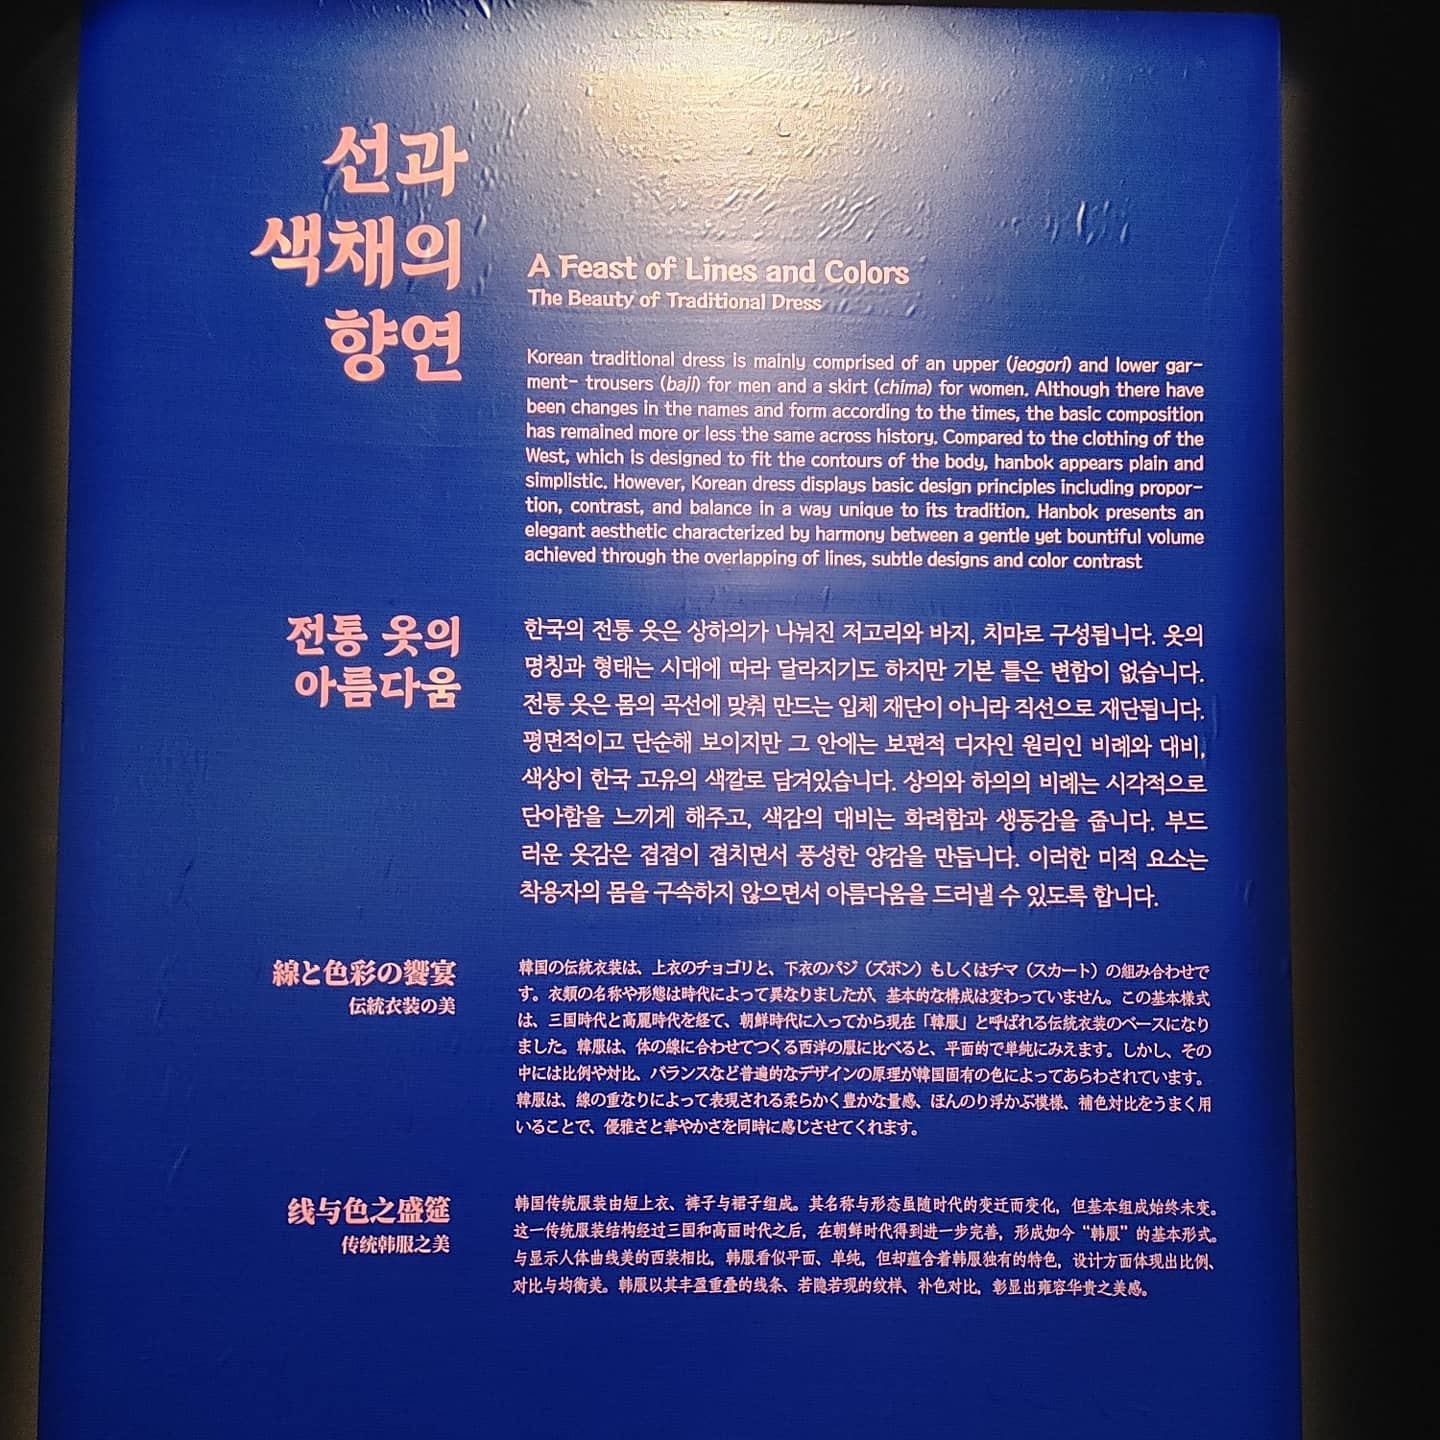 선과
색채의
향연
A Feast of Lines and Colors
The Beauty of Traditional Dress
Korean traditional dress is mainly comprised of an upper (jeogori) and lower gar-
ment- trousers (baji) for men and a skirt (chima) for women. Although there have
been changes in the names and form according to the times, the basic composition
has remained more or less the same across history. Compared to the clothing of the
West, which is designed to fit the contours of the body, hanbok appears plain and
simplistic. However, Korean dress displays basic design principles including propor-
tion, contrast, and balance in a way unique to its tradition. Hanbok presents an
elegant aesthetic characterized by harmony between a gentle yet bountiful volume
achieved through the overlapping of lines, subtle designs and color contrast
전통 옷의
아름다움
한국의 전통 옷은 상하의가 나눠진 저고리와 바지, 치마로 구성됩니다. 옷의
명칭과 형태는 시대에 따라 달라지기도 하지만 기본 틀은 변함이 없습니다.
전통 옷은 몸의 곡선에 맞춰 만드는 입체 재단이 아니라 직선으로 재단됩니다.
평면적이고 단순해 보이지만 그 안에는 보편적 디자인 원리인 비례와 대비,
색상이 한국 고유의 색깔로 담겨있습니다. 상의와 하의의 비례는 시각적으로
단아함을 느끼게 해주고, 색감의 대비는 화려함과 생동감을 줍니다. 부드
러운 옷감은 겹겹이 겹치면서 풍성한 양감을 만듭니다. 이러한 미적 요소는
착용자의 몸을 구속하지 않으면서 아름다움을 드러낼 수 있도록 합니다.
線と色彩の饗宴
伝統衣装の美
韓国の伝統衣装は、上衣のチョゴリと、下衣のパジ（ズボン）もしくはチマ（スカート）の組み合わせで
す。衣類の名称や形態は時代によって異なりましたが、基本的な構成は変わっていません。この基本様式
は、三国時代と高麗時代を経て、朝鮮時代に入ってから現在「韓服」と呼ばれる伝統衣装のベースになり
ました。韓服は、体の線に合わせてつくる西洋の服に比べると、平面的で単純にみえます。しかし、その
中には比例や対比、バランスなど普遍的なデザインの原理が韓国固有の色によってあらわされています。
韓服は、線の重なりによって表現される柔らかく豊かな量感、ほんのり浮かぶ模様、補色対比をうまく用
いることで、優雅さと華やかさを同時に感じさせてくれます。
线与色之盛筵
传统韩服之美
韩国传统服装由短上衣、裤子与裙子组成。其名称与形态虽随时代的变迁而变化，但基本组成始终未变。
这一传统服装结构经过三国和高丽时代之后，在朝鲜时代得到进一步完善，形成如今“韩服”的基本形式。
与显示人体曲线美的西装相比，韩服看似平面、单纯，但却蕴含着韩服独有的特色，设计方面体现出比例、
对比与均衡美。韩服以其丰盈重叠的线条、若隐若现的纹样、补色对比，彰显出雍容华贵之美感。